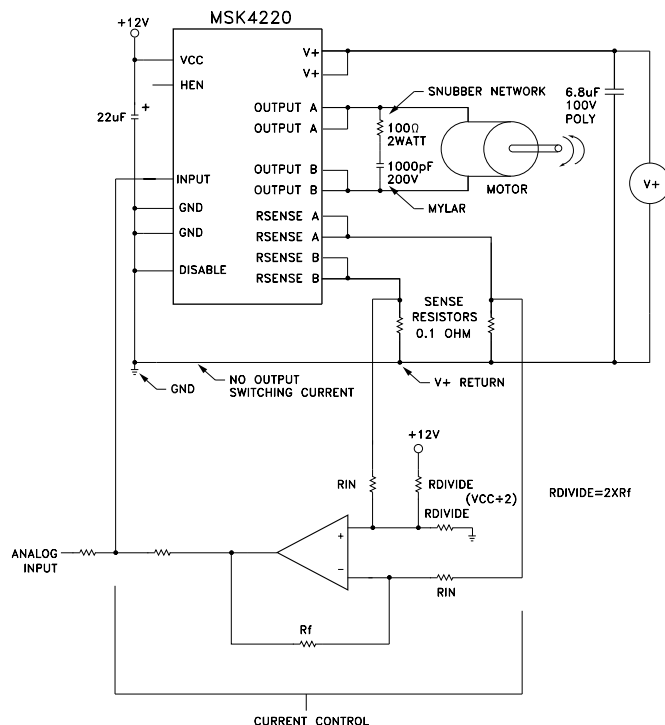 MSK4220
+12V
VCC
V+
V+
HEN
22uF
+
OUTPUT A
OUTPUT A
SNUBBER NETWORK
100Ω
2WATT
6.8uF
100V
POLY
INPUT
OUTPUT B
OUTPUT B
1000pF
200V
MOTOR
V+
MYLAR
GND
GND
RSENSE A
RSENSE A
DISABLE
RSENSE B
RSENSE B
SENSE
RESISTORS
0.1 OHM
GND
NO OUTPUT
SWITCHING CURRENT
V+ RETURN
+12V
RIN
RDIVIDE
(VCC÷2)
RDIVIDE
RDIVIDE=2XRf
+
−
ANALOG
INPUT
RIN
Rf
CURRENT CONTROL